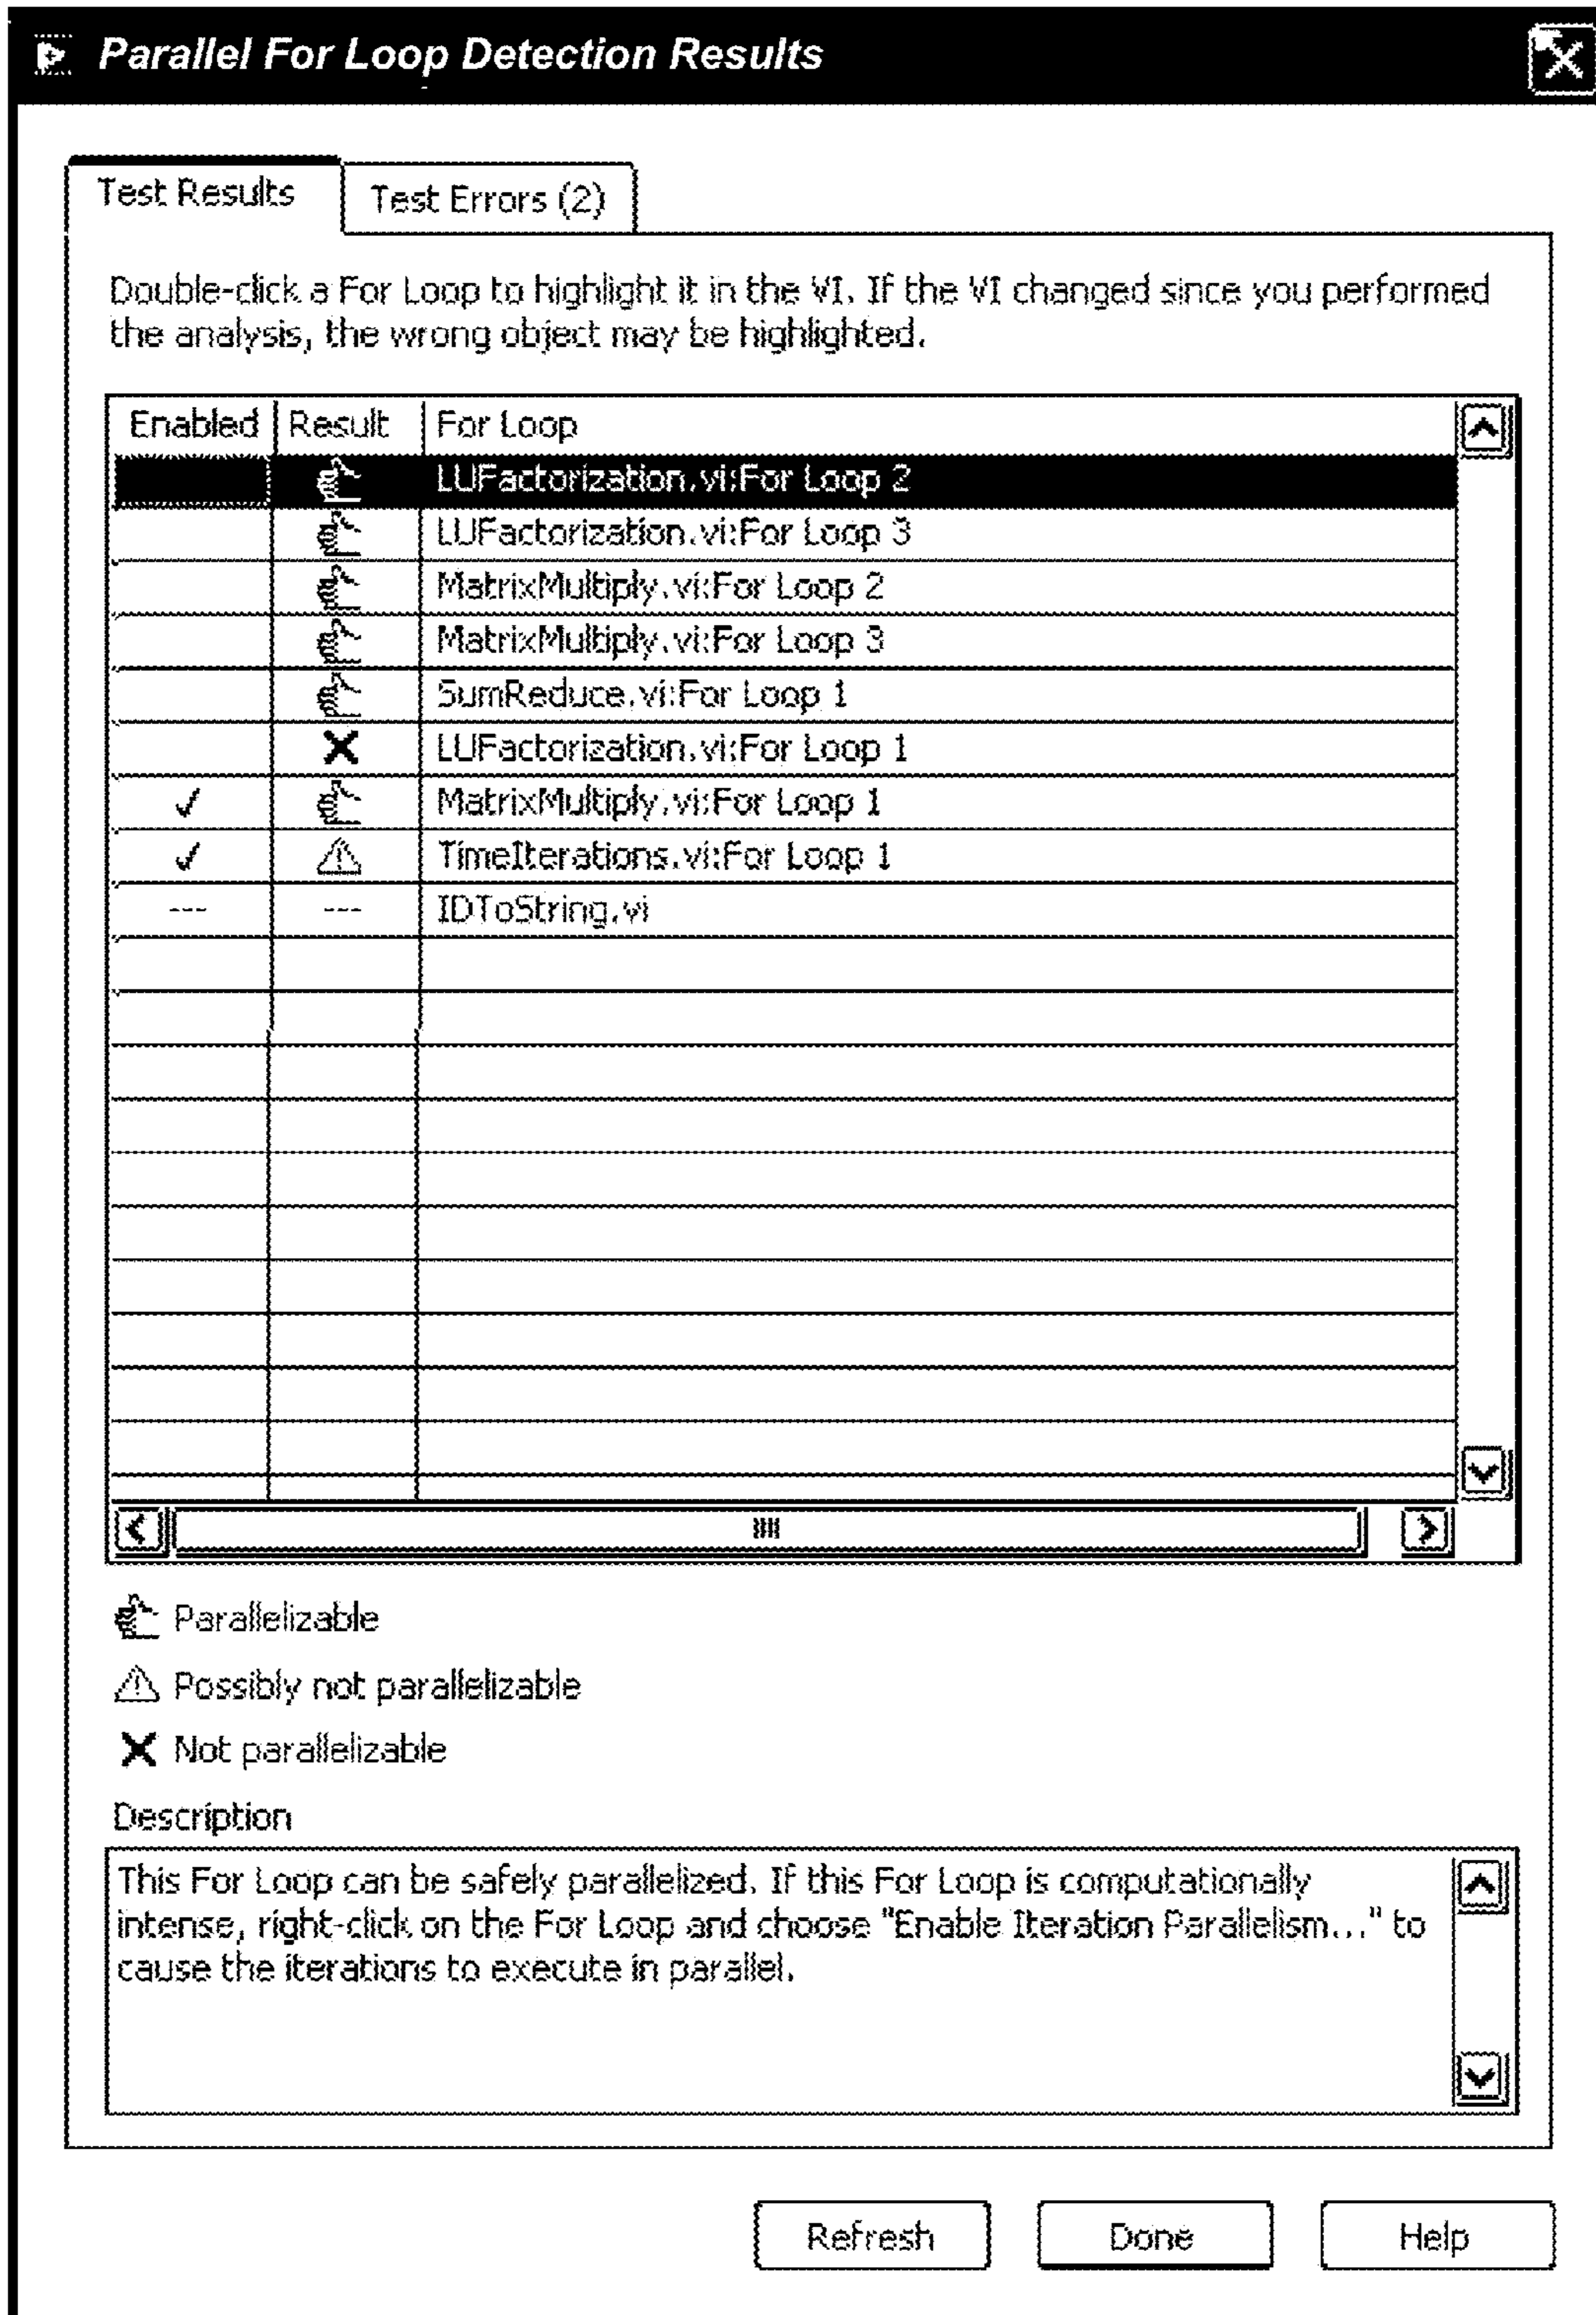 Parallel For Loop Detection Results
Test Results
Test Errors (2)
Double-click a For Loop to highlight it in the VI. If the VI changed since you performed
the analysis, the wrong object may be highlighted.
Enabled Result For Loop
LUFactorization.vi:For Loop 2
LUFactorization.vi:For Loop 3
MatrixMultiply.vi:For Loop 2
MatrixMultiply.vi:For Loop 3
SumReduce.vi:For Loop 1
LUFactorization.vi:For Loop 1
MatrixMultiply.vi:For Loop 1
TimeIterations.vi:For Loop 1
--- --- IDToString.vi
Parallelizable
Possibly not parallelizable
Not parallelizable
Description
This For Loop can be safely parallelized. If this For Loop is computationally
intense, right-click on the For Loop and choose "Enable Iteration Parallelism..." to
cause the iterations to execute in parallel.
Refresh Done Help